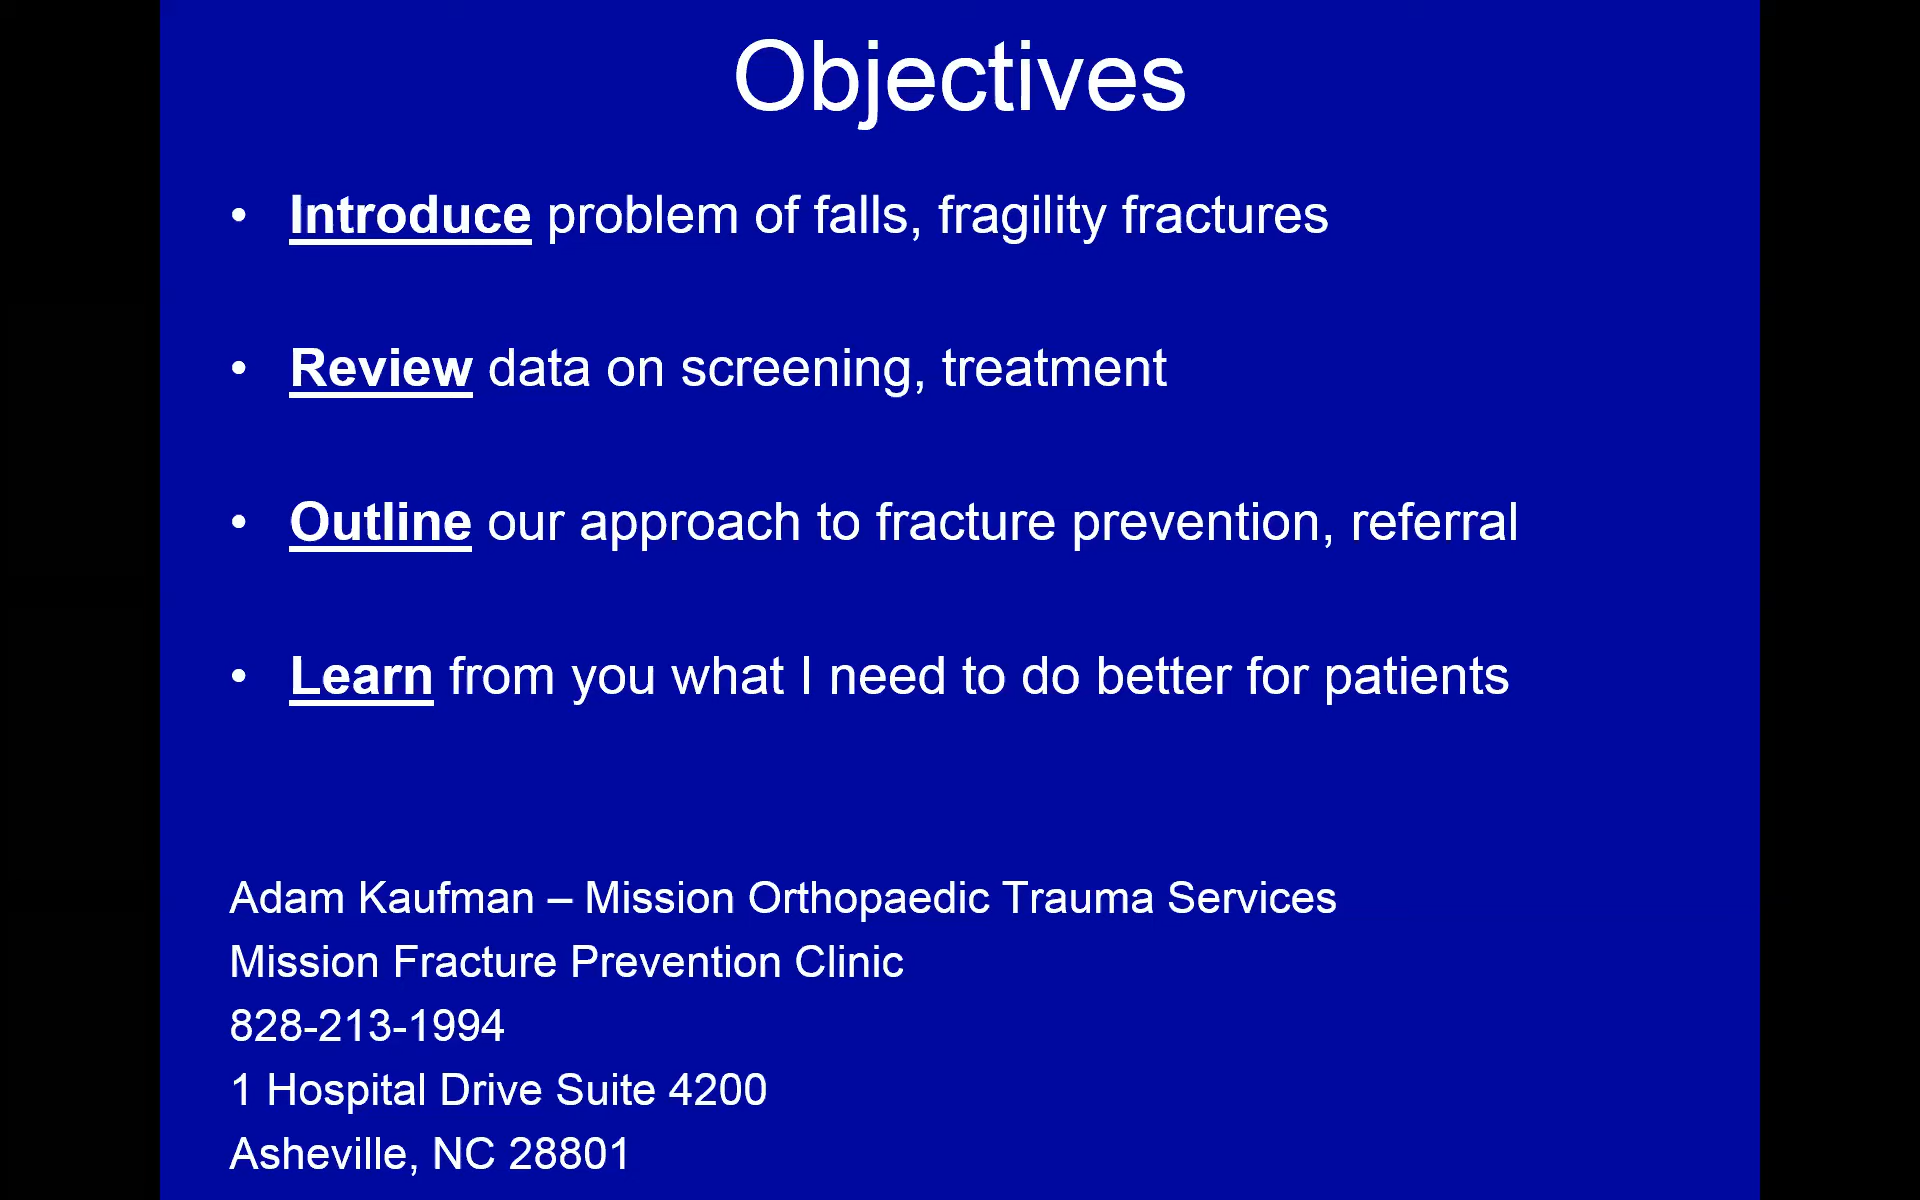 Objectives
• Introduce problem of falls, fragility fractures
• Review data on screening, treatment
• Outline our approach to fracture prevention, referral
• Learn from you what I need to do better for patients
Adam Kaufman – Mission Orthopaedic Trauma Services
Mission Fracture Prevention Clinic
828-213-1994
1 Hospital Drive Suite 4200
Asheville, NC 28801